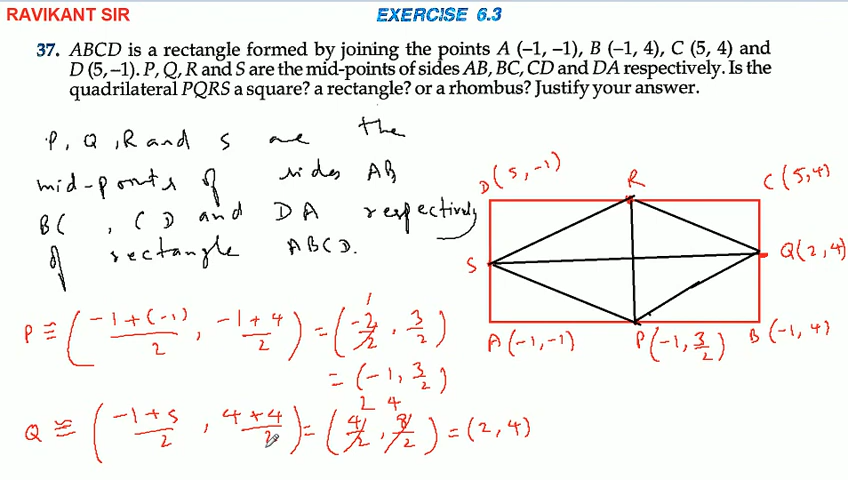 RAVIKANT SIR
EXERCISE 6.3
37. ABCD is a rectangle formed by joining the points A (–1, –1), B (–1, 4), C (5, 4) and
D (5, –1). P, Q, R and S are the mid-points of sides AB, BC, CD and DA respectively. Is the
quadrilateral PQRS a square? a rectangle? or a rhombus? Justify your answer.
P, Q, R and S are the
mid-points of sides AB
BC, CD and DA respectively
of rectangle ABCD.
P ≅ (-1+(-1)/2, -1+4/2) = (-2/2, 3/2)
1
= (-1, 3/2)
2 4
Q ≅ (-1+5/2, 4+4/2) = (4/2, 8/2) = (2, 4)
D(5,-1)
R
C(5,4)
S
Q(2,4)
A(-1,-1)
P(-1, 3/2)
B(-1,4)